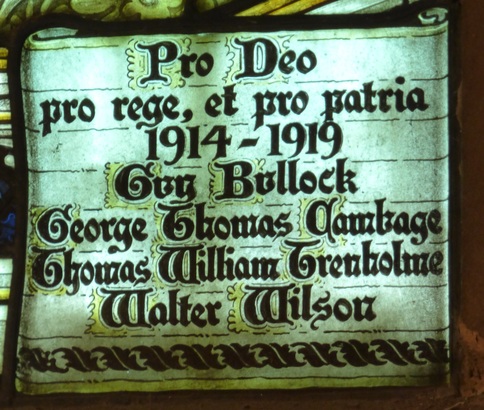 Pro Deo
pro rege, et pro patria
1914-1919
Guy Bullock
George Thomas Cambage
Thomas William Trenholme
Walter Wilson